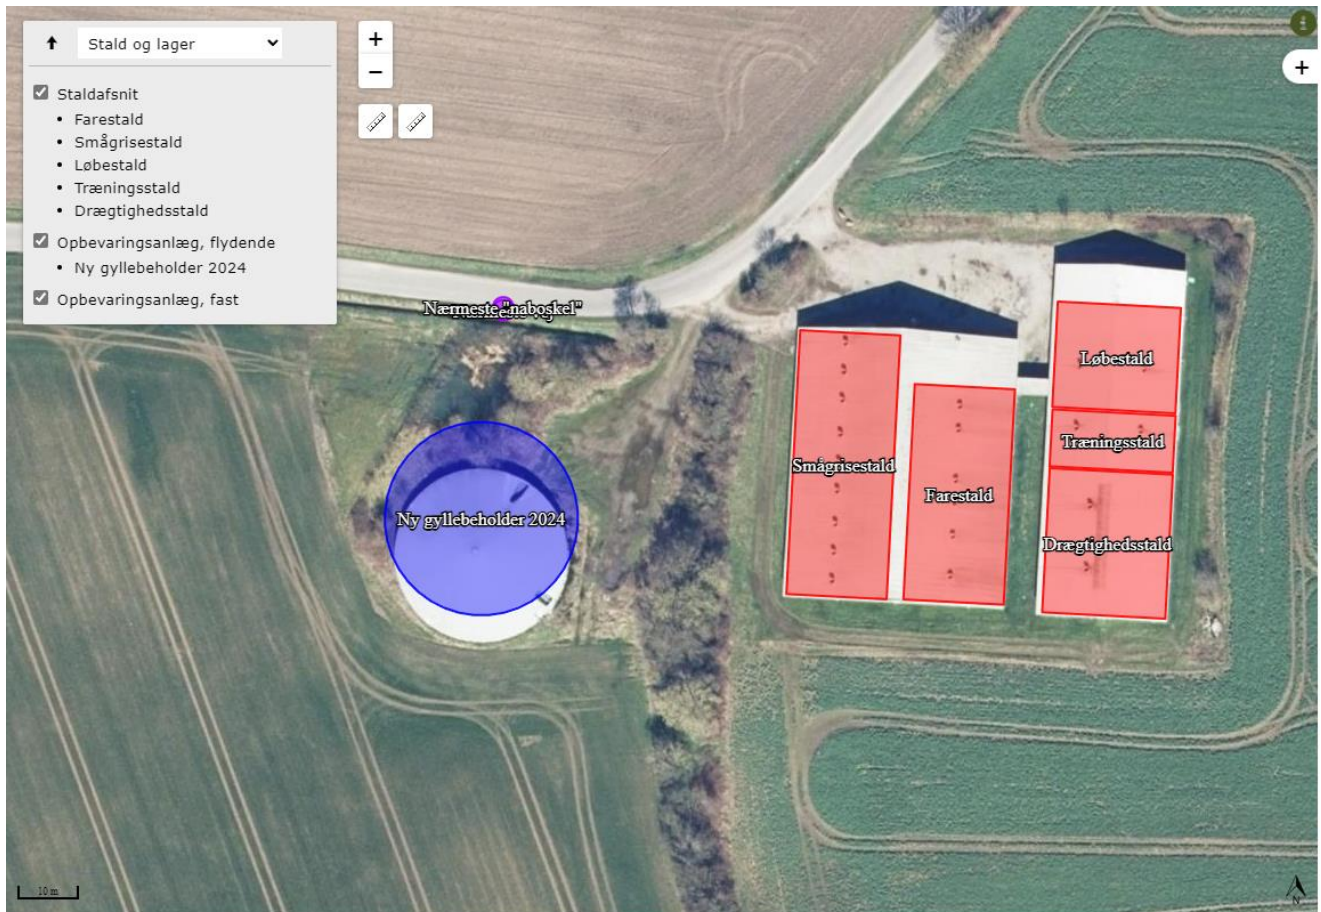 Stald og lager
Staldafsnit
Farestald
Smågrisestald
Løbestald
Træningsstald
Drægtighedsstald
Opbevaringsanlæg, flydende
Ny gyllebeholder 2024
Opbevaringsanlæg, fast
+
−
+
Nærmeste "naboskel"
Løbestald
Træningsstald
Smågrisestald
Farestald
Ny gyllebeholder 2024
Drægtighedsstald
10 m
N